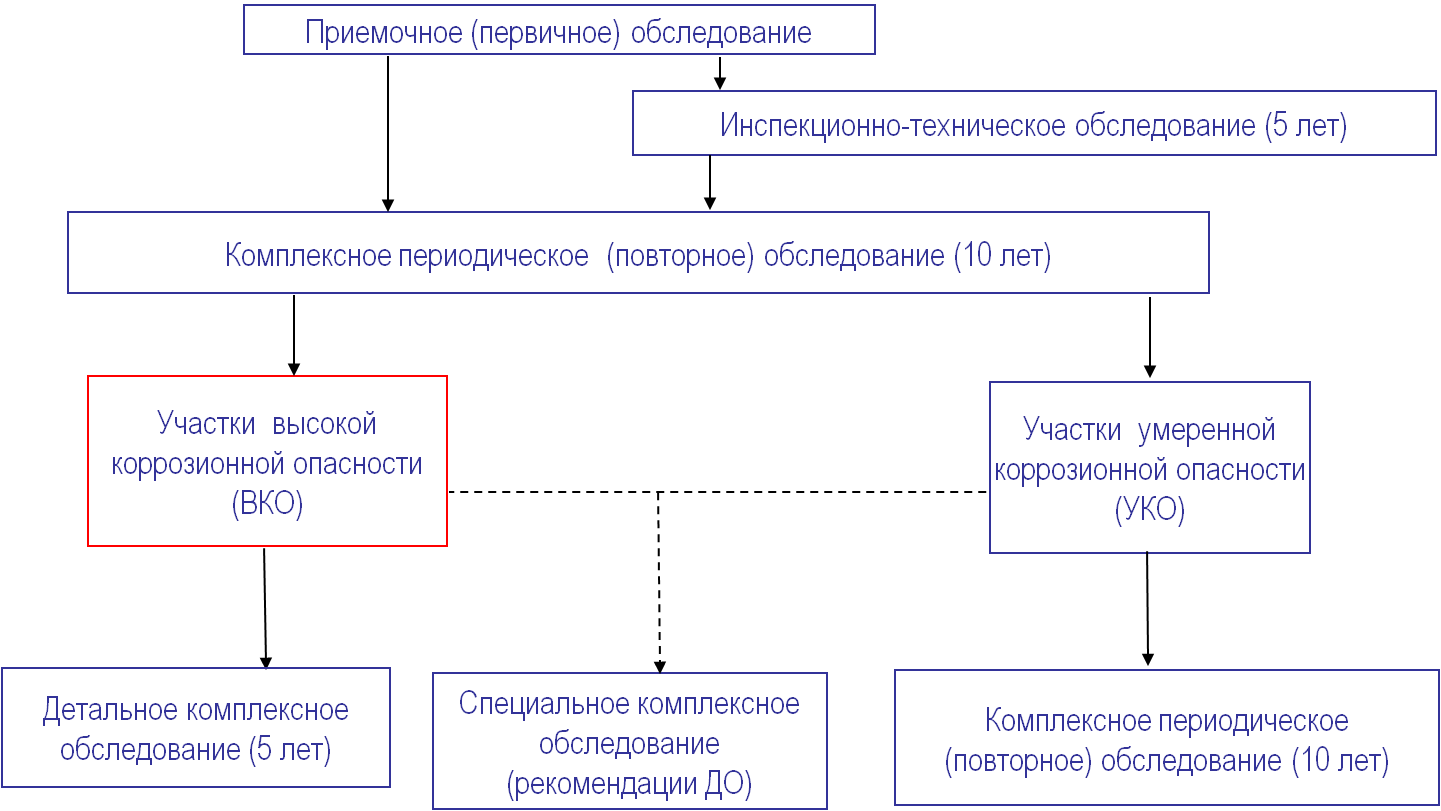 Приемочное (первичное) обследование
Инспекционно-техническое обследование (5 лет)
Комплексное периодическое (повторное) обследование (10 лет)
Участки высокой
коррозионной опасности
(ВКО)
Участки умеренной
коррозионной опасности
(УКО)
Детальное комплексное
обследование (5 лет)
Специальное комплексное
обследование
(рекомендации ДО)
Комплексное периодическое
(повторное) обследование (10 лет)